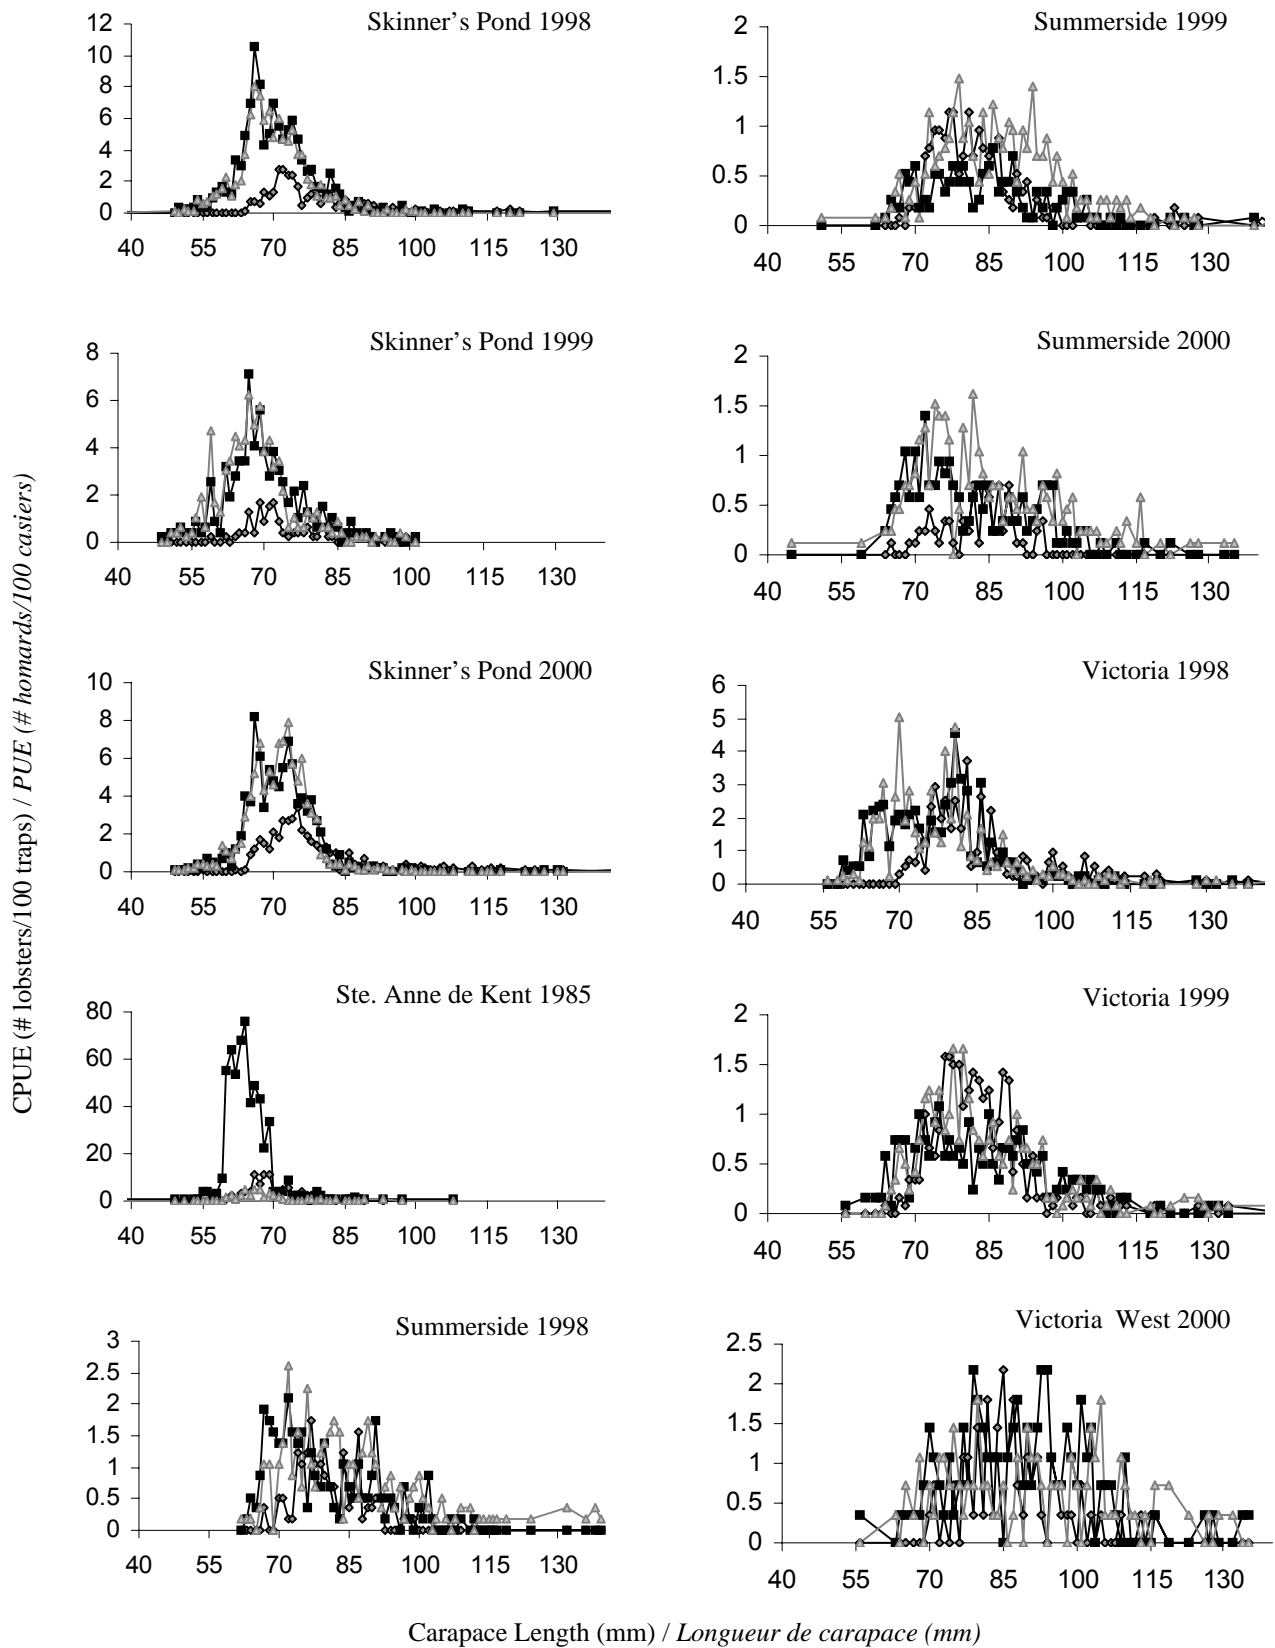 Skinner's Pond 1998
12
10
8
6
4
2
0
40 55 70 85 100 115 130
Skinner's Pond 1999
8
6
4
2
0
40 55 70 85 100 115 130
Skinner's Pond 2000
10
8
6
4
2
0
40 55 70 85 100 115 130
Ste. Anne de Kent 1985
80
60
40
20
0
40 55 70 85 100 115 130
Summerside 1998
3
2.5
2
1.5
1
0.5
0
40 55 70 85 100 115 130
Summerside 1999
2
1.5
1
0.5
0
40 55 70 85 100 115 130
Summerside 2000
2
1.5
1
0.5
0
40 55 70 85 100 115 130
Victoria 1998
6
5
4
3
2
1
0
40 55 70 85 100 115 130
Victoria 1999
2
1.5
1
0.5
0
40 55 70 85 100 115 130
Victoria West 2000
2.5
2
1.5
1
0.5
0
40 55 70 85 100 115 130
CPUE (# lobsters/100 traps) / PUE (# homards/100 casiers)
Carapace Length (mm) / Longueur de carapace (mm)